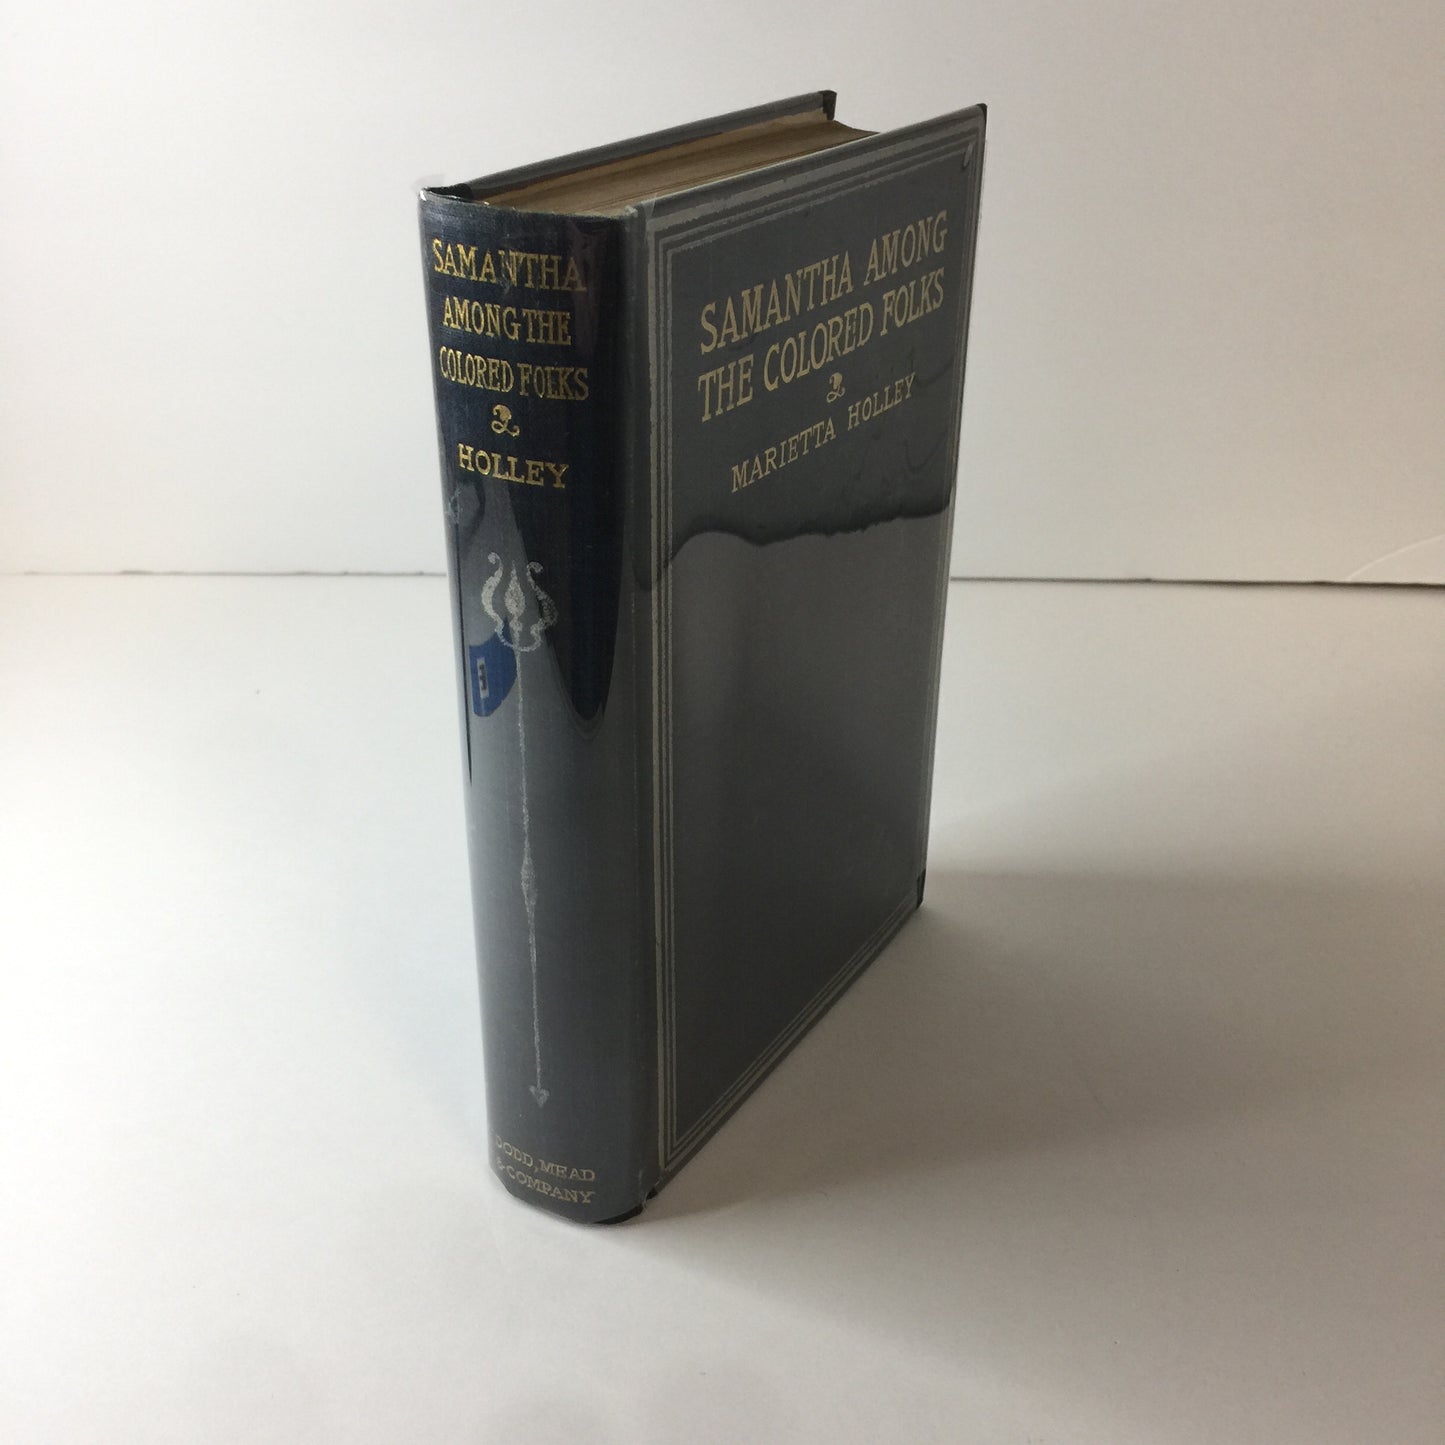 SAMANTHA
AMONG THE
COLORED FOLKS
HOLLEY
DODD, MEAD
& COMPANY
SAMANTHA AMONG
THE COLORED FOLKS
MARIETTA HOLLEY